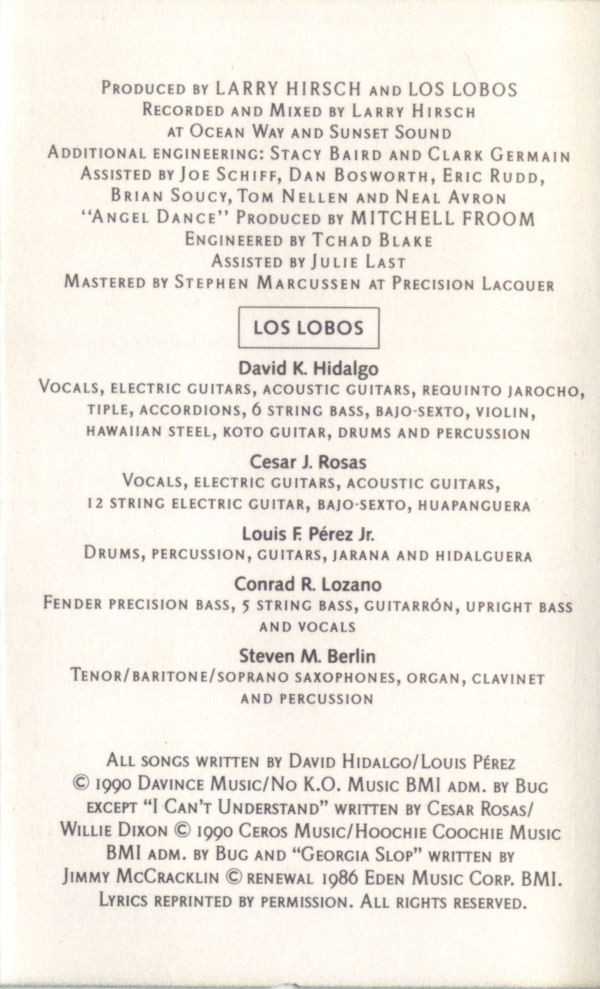 Produced by LARRY HIRSCH and LOS LOBOS
Recorded and Mixed by Larry Hirsch
at Ocean Way and Sunset Sound
Additional engineering: Stacy Baird and Clark Germain
Assisted by Joe Schiff, Dan Bosworth, Eric Rudd,
Brian Soucy, Tom Nellen and Neal Avron
"Angel Dance" Produced by MITCHELL FROOM
Engineered by Tchad Blake
Assisted by Julie Last
Mastered by Stephen Marcussen at Precision Lacquer
LOS LOBOS
David K. Hidalgo
Vocals, electric guitars, acoustic guitars, requinto jarocho,
tiple, accordions, 6 string bass, bajo-sexto, violin,
hawaiian steel, koto guitar, drums and percussion
Cesar J. Rosas
Vocals, electric guitars, acoustic guitars,
12 string electric guitar, bajo-sexto, huapanguera
Louis F. Pérez Jr.
Drums, percussion, guitars, jarana and hidalguera
Conrad R. Lozano
Fender precision bass, 5 string bass, guitarrón, upright bass
and vocals
Steven M. Berlin
Tenor/baritone/soprano saxophones, organ, clavinet
and percussion
All songs written by David Hidalgo/Louis Pérez
© 1990 Davince Music/No K.O. Music BMI adm. by Bug
except "I Can't Understand" written by Cesar Rosas/
Willie Dixon © 1990 Ceros Music/Hoochie Coochie Music
BMI adm. by Bug and "Georgia Slop" written by
Jimmy McCracklin © renewal 1986 Eden Music Corp. BMI.
Lyrics reprinted by permission. All rights reserved.